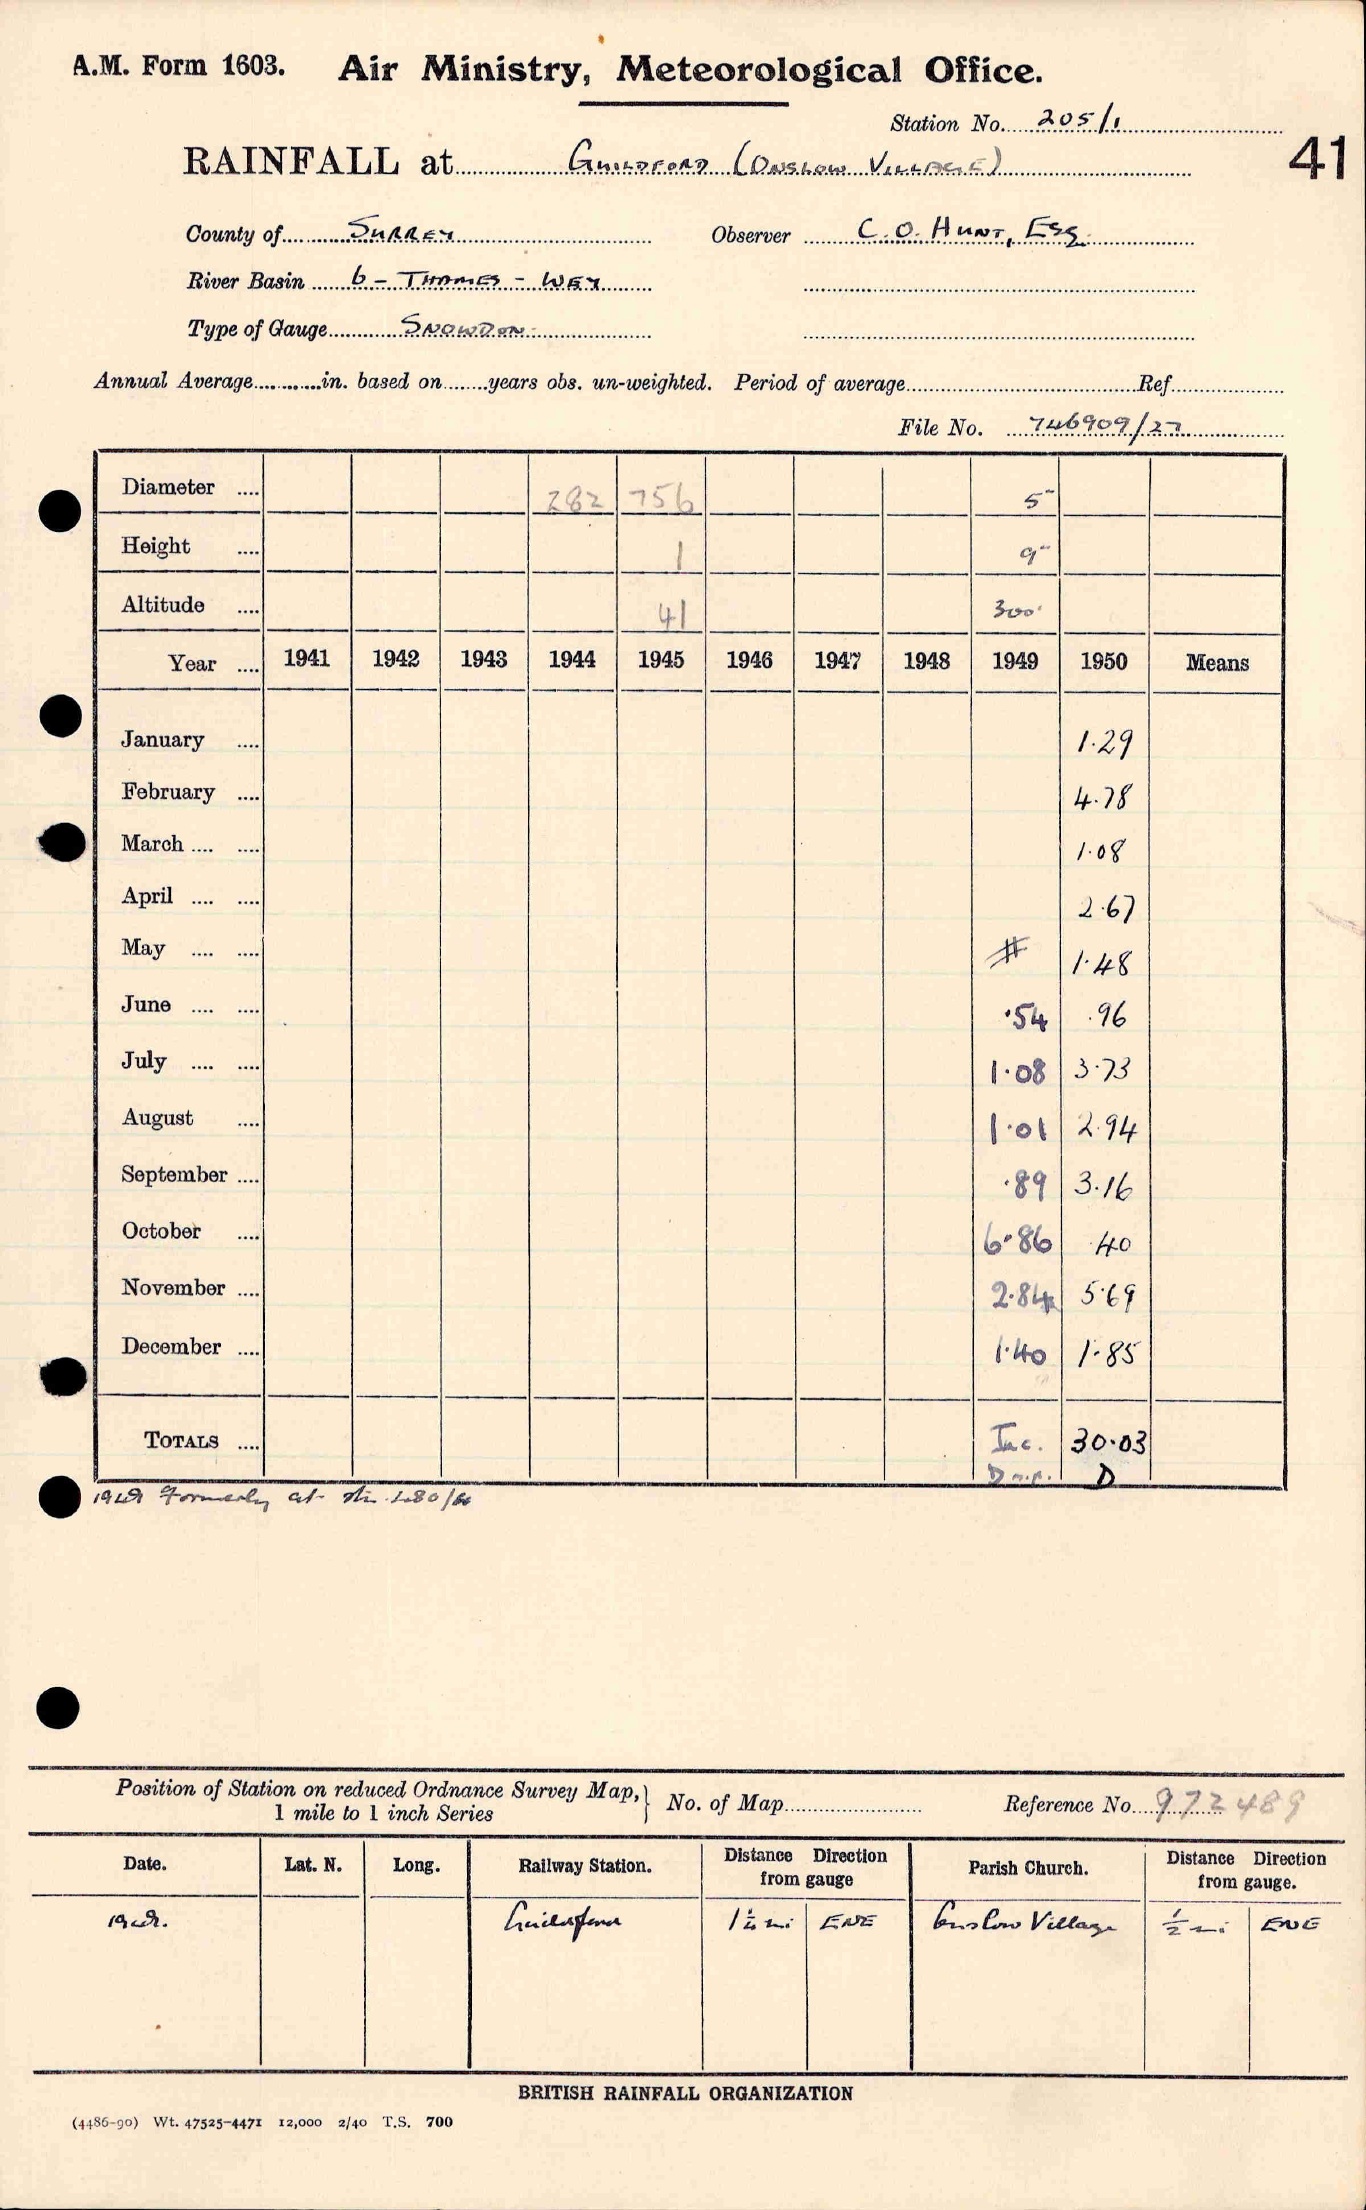 A.M. Form 1603. Air Ministry, Meteorological Office.
Station No. 205/1
41
RAINFALL at GUILDFORD (ONSLOW VILLAGE)
County of SURREY Observer C. O. HUNT, ESQ.
River Basin 6 – THAMES – WEY
Type of Gauge SNOWDON
Annual Average in. based on years obs. un-weighted. Period of average Ref
File No. 746909/27
Diameter .... 282 756 5"
Height .... 1 9"
Altitude .... 41 300'
Year .... 1941 1942 1943 1944 1945 1946 1947 1948 1949 1950 Means
January .... 1.29
February .... 4.78
March .... .... 1.08
April .... .... 2.67
May .... .... # 1.48
June .... .... .54 .96
July .... .... 1.08 3.73
August .... 1.01 2.94
September .... .89 3.16
October .... 6.86 .40
November .... 2.84 5.69
December .... 1.40 1.85
TOTALS .... Inc. 30.03
D
1949 Formerly at stn. 480/
Position of Station on reduced Ordnance Survey Map, } No. of Map Reference No. 972489
1 mile to 1 inch Series
Date. Lat. N. Long. Railway Station. Distance Direction from gauge Parish Church. Distance Direction from gauge.
1949. Guildford 1¼ mi ENE Onslow Village ½ mi ENE
BRITISH RAINFALL ORGANIZATION
(4486-90) Wt. 47525-4471 12,000 2/40 T.S. 700